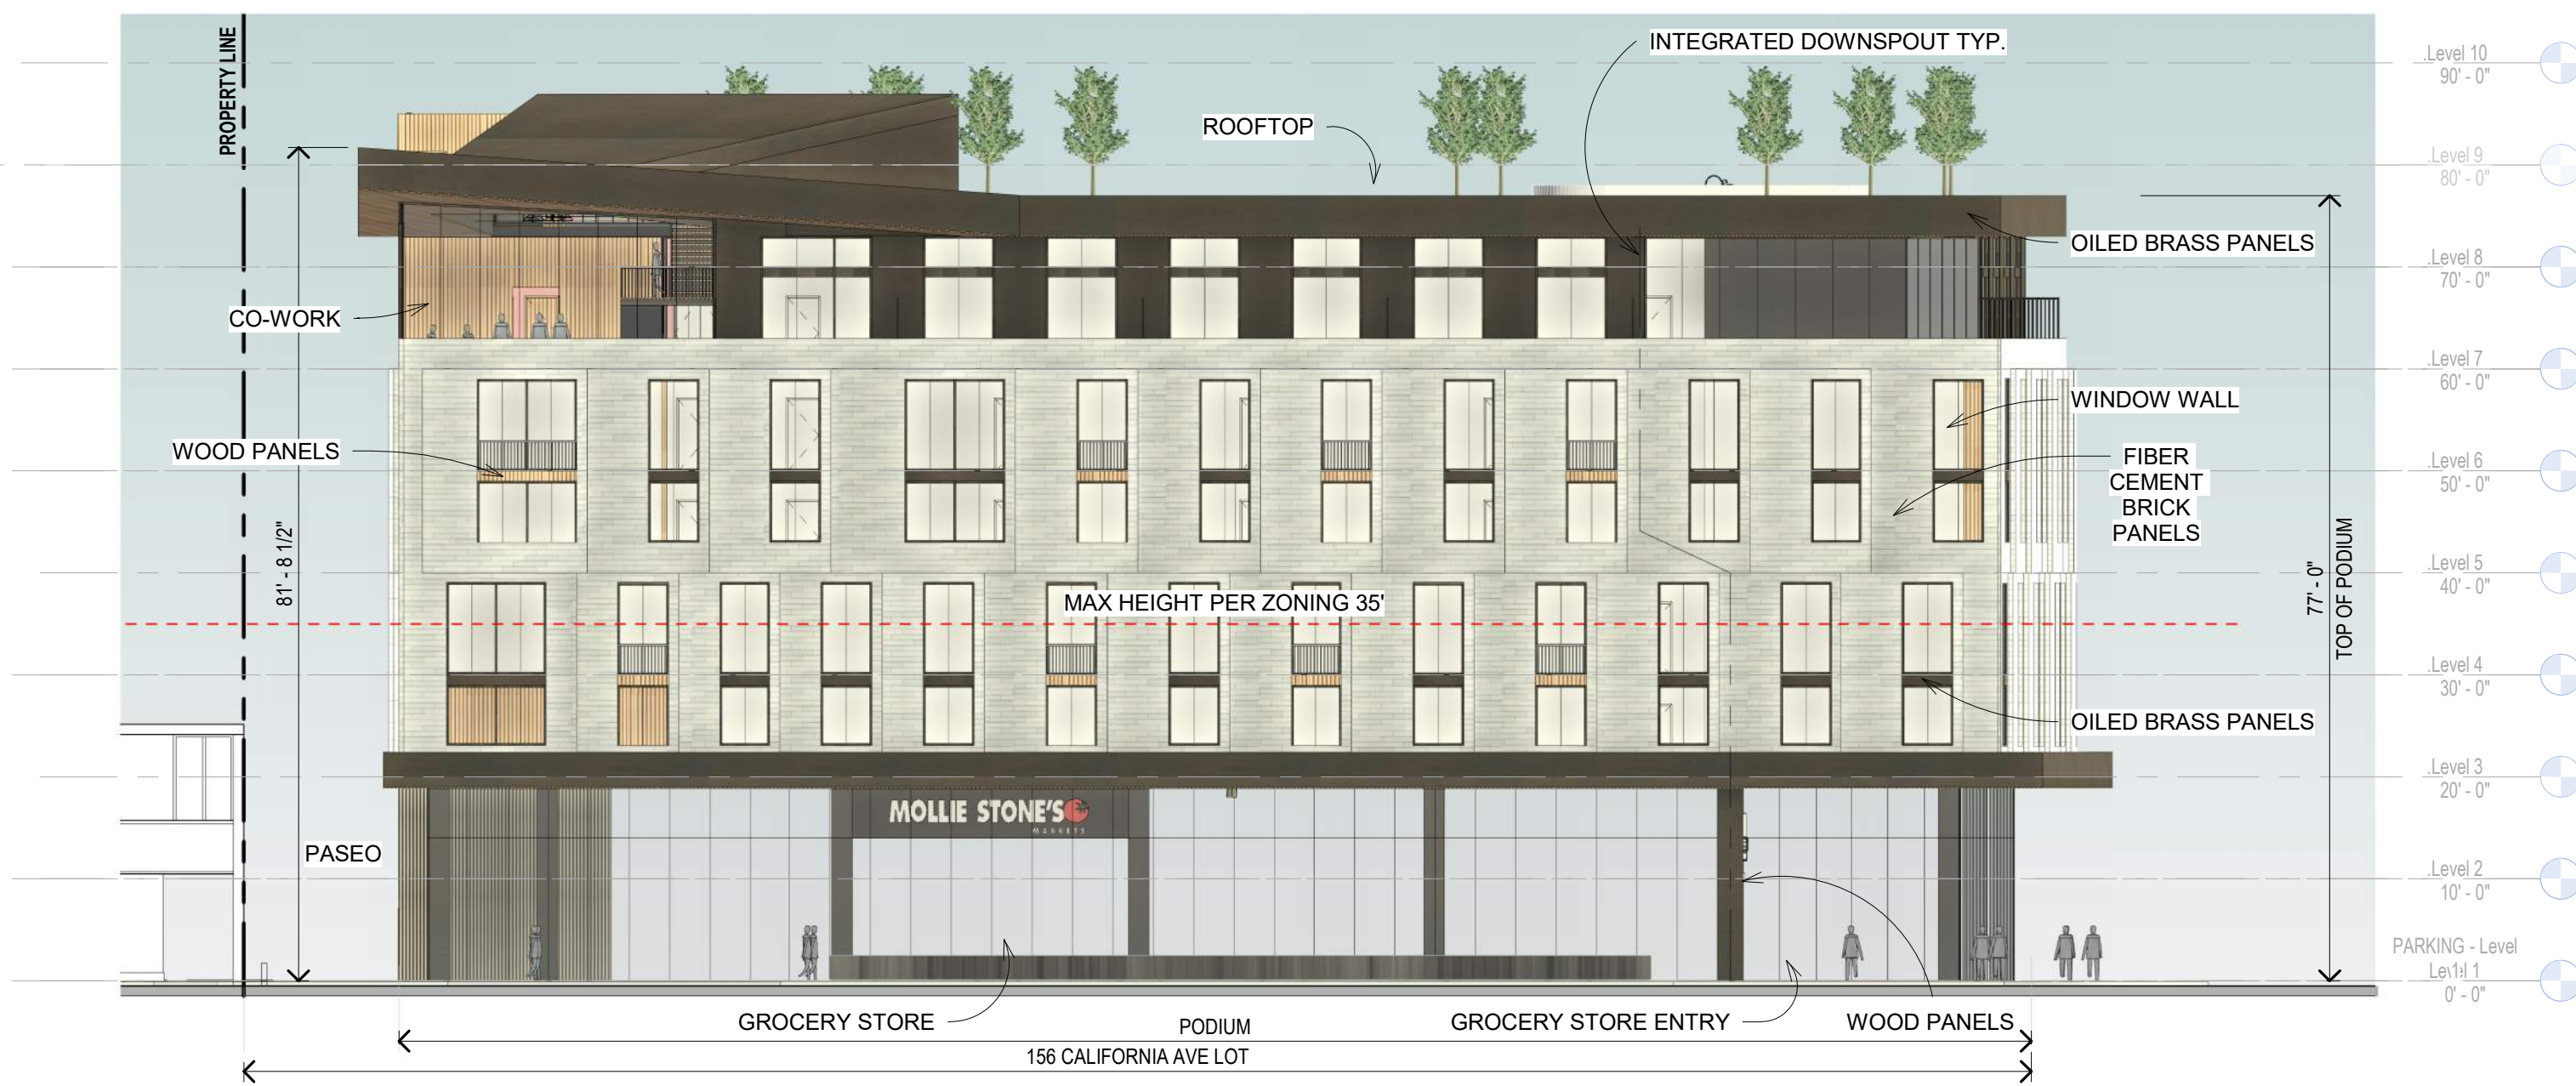 PROPERTY LINE
INTEGRATED DOWNSPOUT TYP.
.Level 10
90' - 0"
ROOFTOP
.Level 9
80' - 0"
OILED BRASS PANELS
.Level 8
70' - 0"
CO-WORK
.Level 7
60' - 0"
WINDOW WALL
WOOD PANELS
FIBER
CEMENT
BRICK
PANELS
.Level 6
50' - 0"
81' - 8 1/2"
77' - 0"
TOP OF PODIUM
.Level 5
40' - 0"
MAX HEIGHT PER ZONING 35'
.Level 4
30' - 0"
OILED BRASS PANELS
.Level 3
20' - 0"
MOLLIE STONE'S
MARKETS
PASEO
.Level 2
10' - 0"
PARKING - Level
Level 1
0' - 0"
GROCERY STORE
PODIUM
GROCERY STORE ENTRY
WOOD PANELS
156 CALIFORNIA AVE LOT